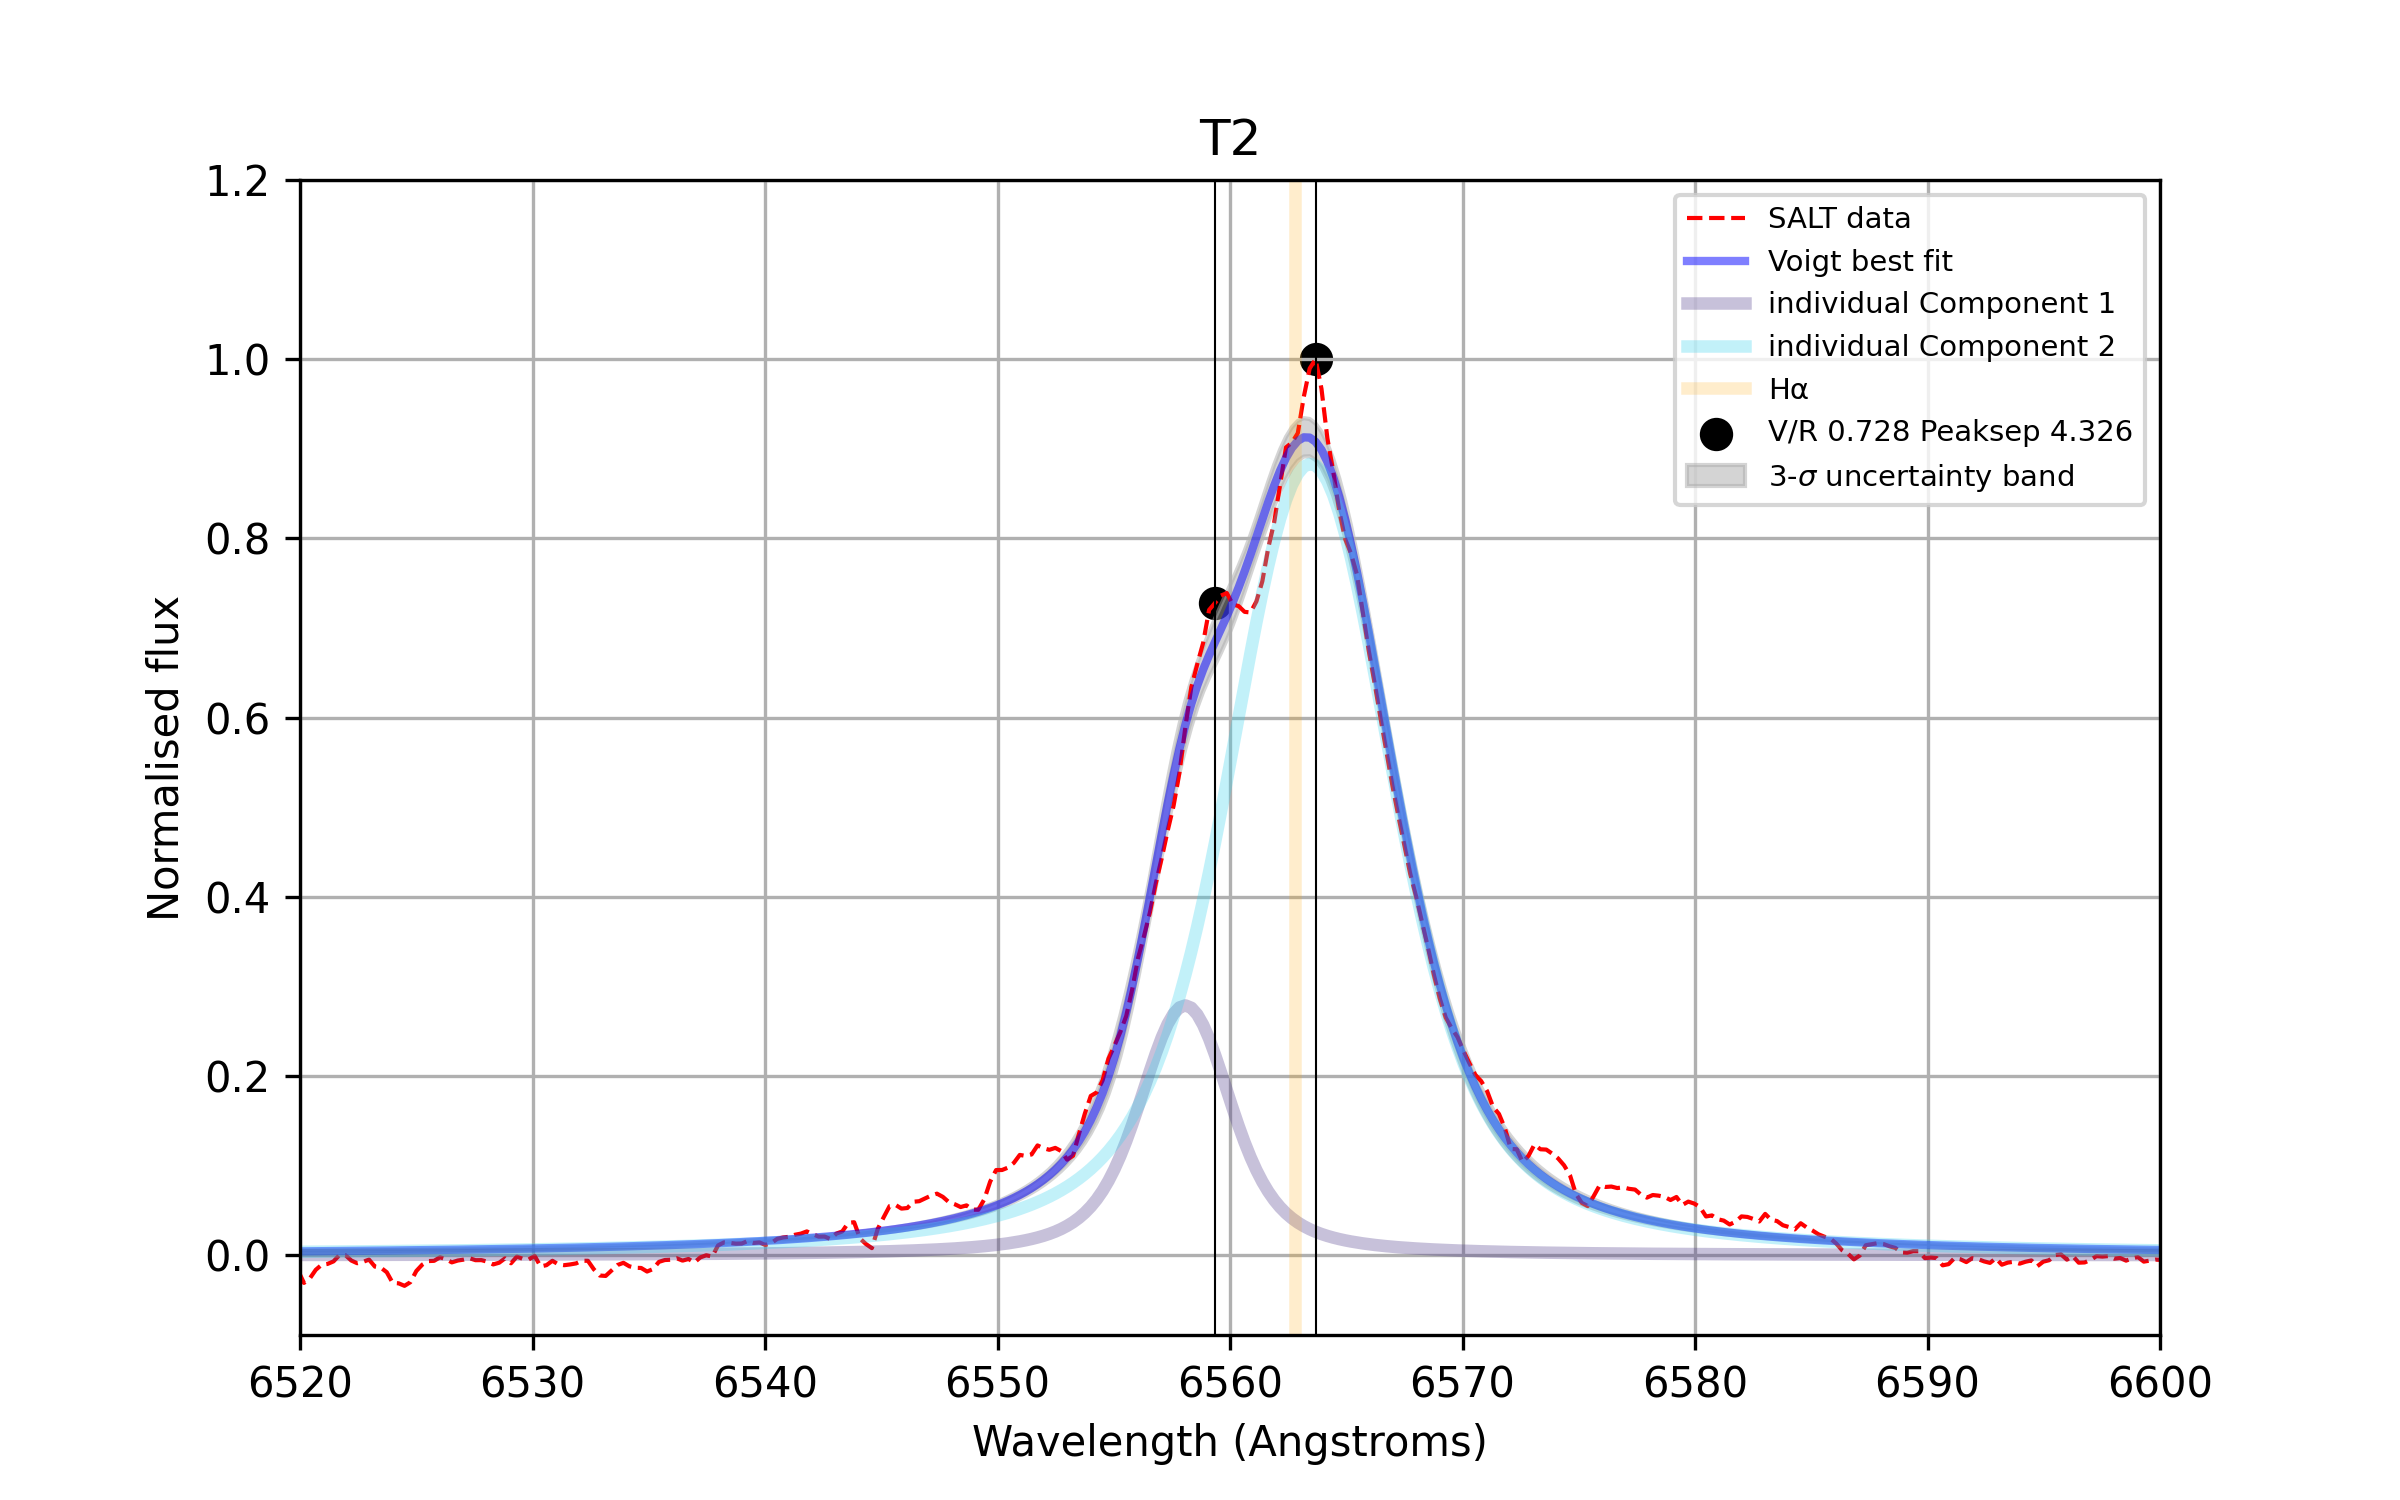 T2
1.2
1.0
0.8
0.6
0.4
0.2
0.0
Normalised flux
SALT data
Voigt best fit
individual Component 1
individual Component 2
Hα
V/R 0.728 Peaksep 4.326
3-σ uncertainty band
6520 6530 6540 6550 6560 6570 6580 6590 6600
Wavelength (Angstroms)